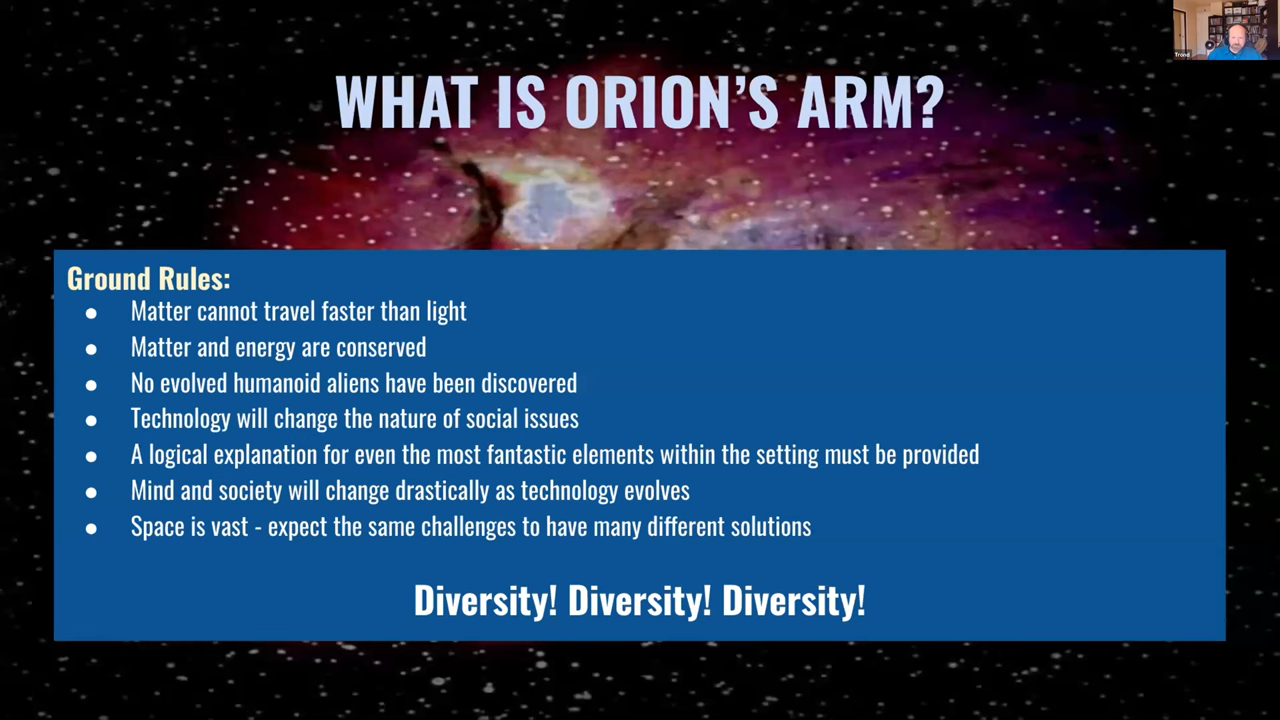 WHAT IS ORION'S ARM?
Ground Rules:
● Matter cannot travel faster than light
● Matter and energy are conserved
● No evolved humanoid aliens have been discovered
● Technology will change the nature of social issues
● A logical explanation for even the most fantastic elements within the setting must be provided
● Mind and society will change drastically as technology evolves
● Space is vast - expect the same challenges to have many different solutions
Diversity! Diversity! Diversity!
Trond